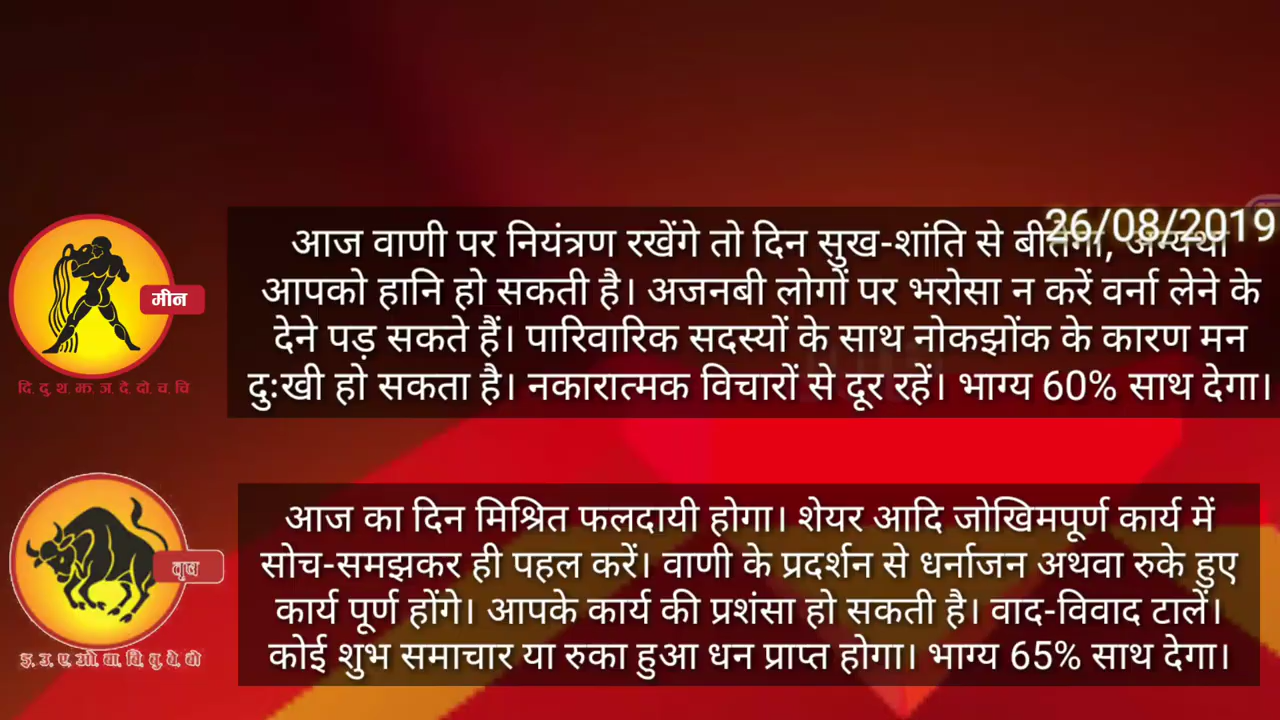 26/08/2019
आज वाणी पर नियंत्रण रखेंगे तो दिन सुख-शांति से बीतेगा, अन्यथा
आपको हानि हो सकती है। अजनबी लोगों पर भरोसा न करें वर्ना लेने के
देने पड़ सकते हैं। पारिवारिक सदस्यों के साथ नोकझोंक के कारण मन
दुःखी हो सकता है। नकारात्मक विचारों से दूर रहें। भाग्य 60% साथ देगा।
मीन
दि. दु. श. झ. ञ. दे. दो. च. चि
आज का दिन मिश्रित फलदायी होगा। शेयर आदि जोखिमपूर्ण कार्य में
सोच-समझकर ही पहल करें। वाणी के प्रदर्शन से धर्नाजन अथवा रुके हुए
कार्य पूर्ण होंगे। आपके कार्य की प्रशंसा हो सकती है। वाद-विवाद टालें।
कोई शुभ समाचार या रुका हुआ धन प्राप्त होगा। भाग्य 65% साथ देगा।
वृष